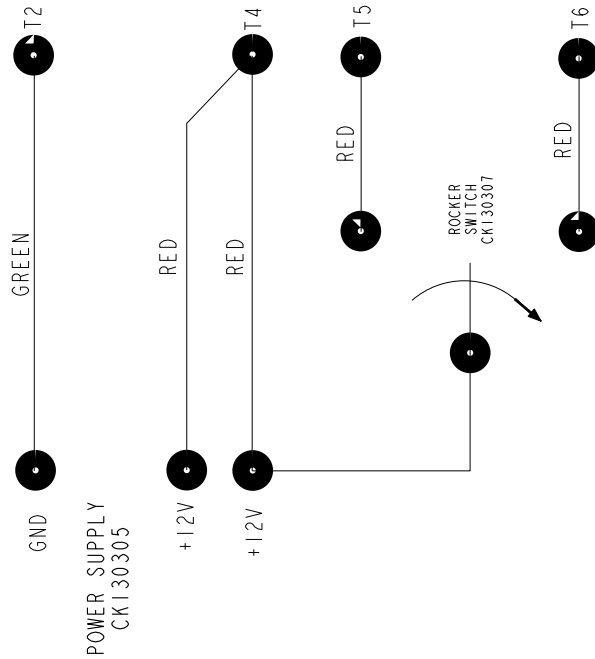 T2
T4
T5
T6
GREEN
RED
RED
RED
RED
ROCKER
SWITCH
CK130307
GND
+12V
+12V
POWER SUPPLY
CK130305